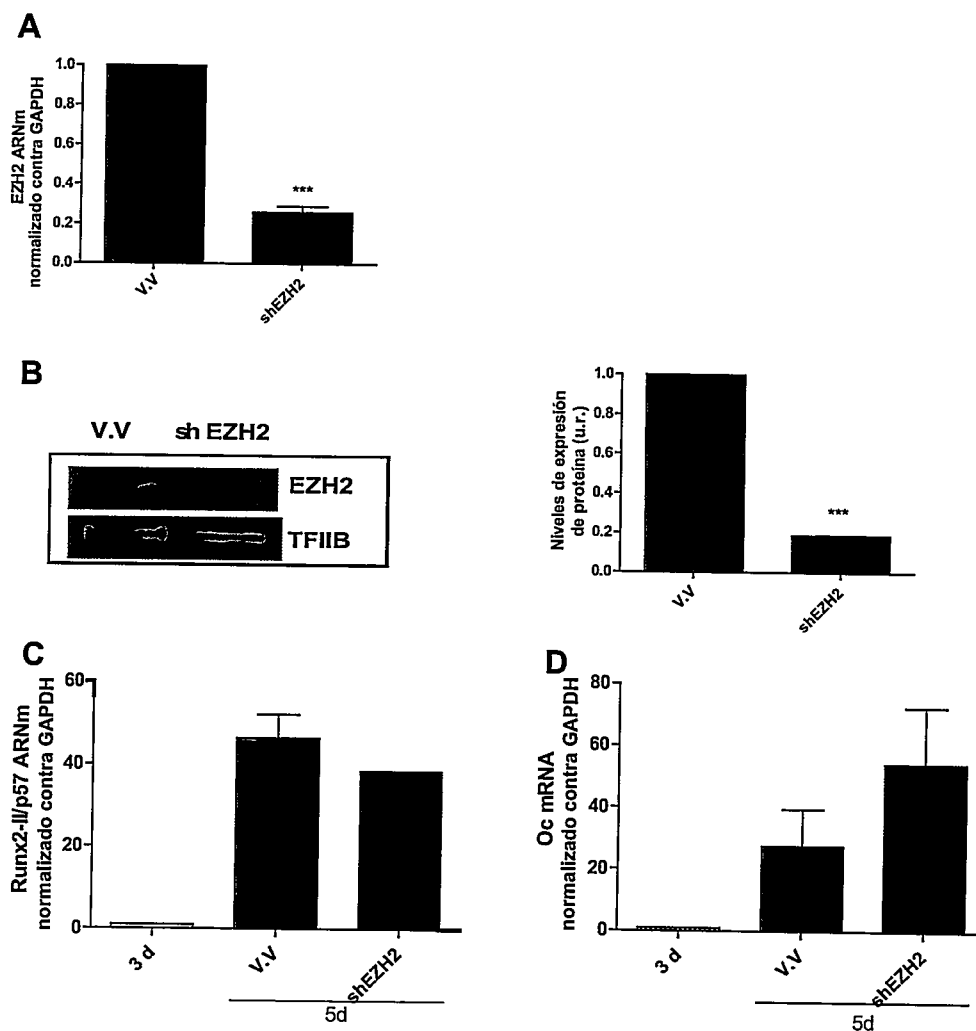 A
EZH2 ARNm
normalizado contra GAPDH
1.0
0.8
0.6
0.4
0.2
0.0
***
V.V
shEZH2
B
V.V sh EZH2
EZH2
TFIIB
Niveles de expresión
de proteína (u.r.)
1.0
0.8
0.6
0.4
0.2
0.0
***
V.V
shEZH2
C
Runx2-II/p57 ARNm
normalizado contra GAPDH
60
40
20
0
3 d
V.V
shEZH2
5d
D
Oc mRNA
normalizado contra GAPDH
80
60
40
20
0
3 d
V.V
shEZH2
5d